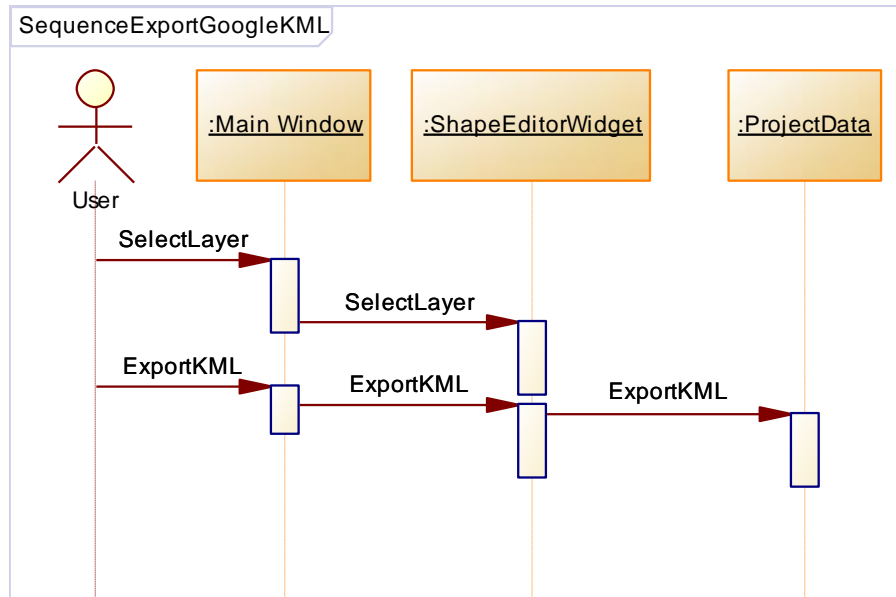 SequenceExportGoogleKML
:Main Window
:ShapeEditorWidget
:ProjectData
User
SelectLayer
SelectLayer
ExportKML
ExportKML
ExportKML